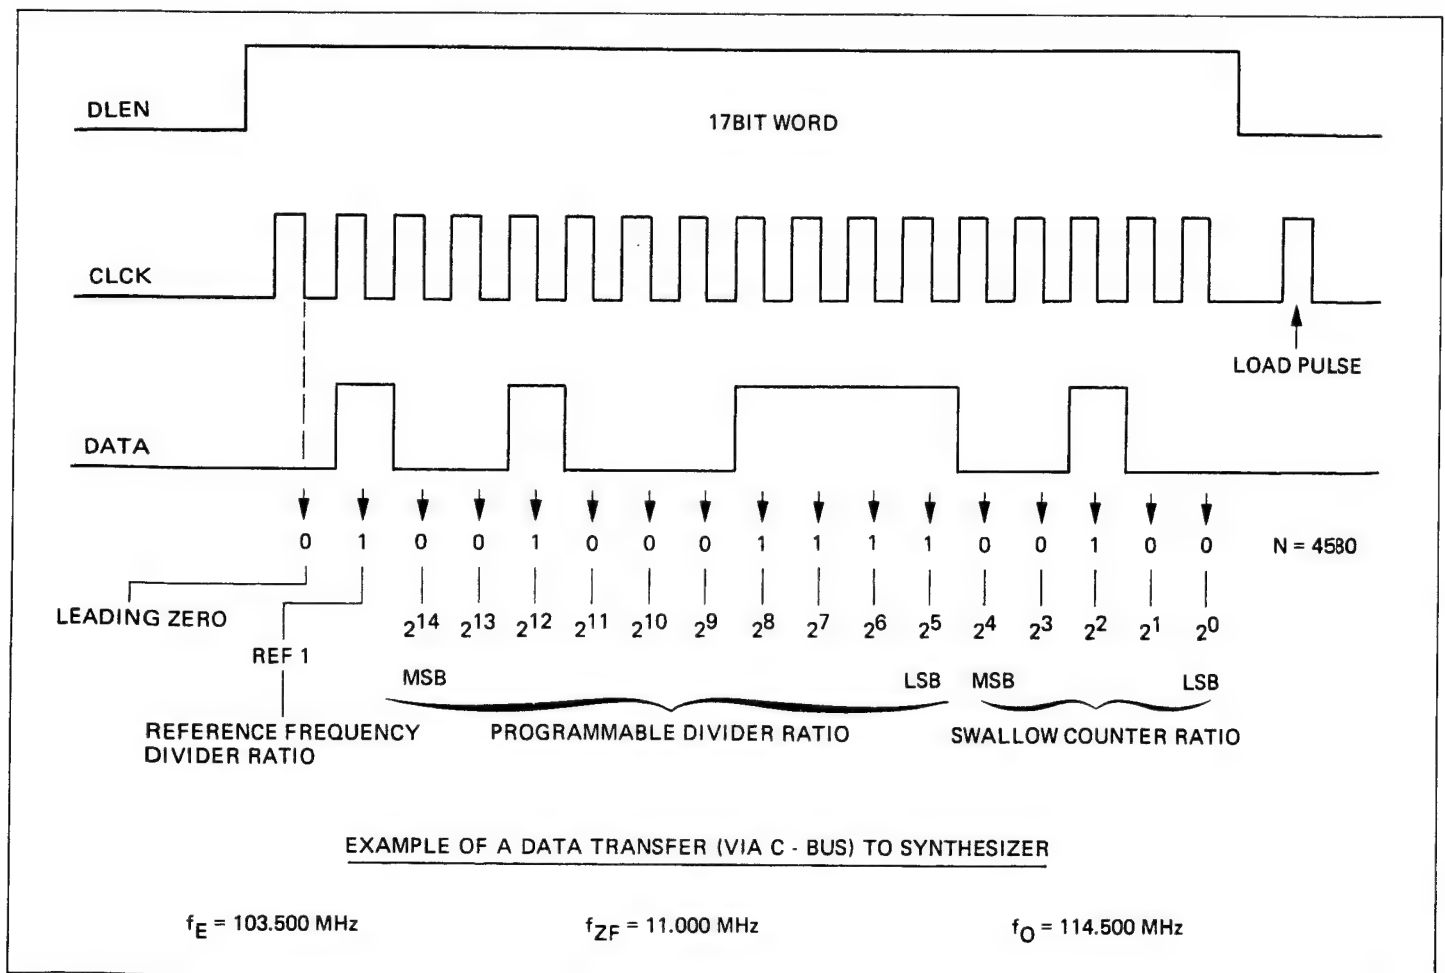 DLEN
17BIT WORD
CLCK
LOAD PULSE
DATA
0 1 0 0 1 0 0 0 1 1 1 1 0 0 1 0 0 N = 4580
LEADING ZERO
2^14 2^13 2^12 2^11 2^10 2^9 2^8 2^7 2^6 2^5 2^4 2^3 2^2 2^1 2^0
REF 1
MSB LSB MSB LSB
REFERENCE FREQUENCY
DIVIDER RATIO
PROGRAMMABLE DIVIDER RATIO
SWALLOW COUNTER RATIO
EXAMPLE OF A DATA TRANSFER (VIA C - BUS) TO SYNTHESIZER
f_E = 103.500 MHz f_ZF = 11.000 MHz f_O = 114.500 MHz